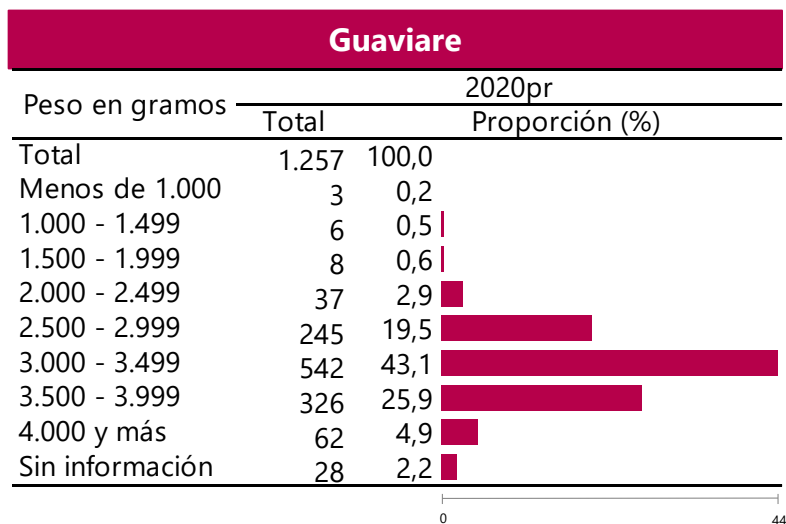 Guaviare
Peso en gramos 2020pr
Total Proporción (%)
Total 1.257 100,0
Menos de 1.000 3 0,2
1.000 - 1.499 6 0,5
1.500 - 1.999 8 0,6
2.000 - 2.499 37 2,9
2.500 - 2.999 245 19,5
3.000 - 3.499 542 43,1
3.500 - 3.999 326 25,9
4.000 y más 62 4,9
Sin información 28 2,2
0 44